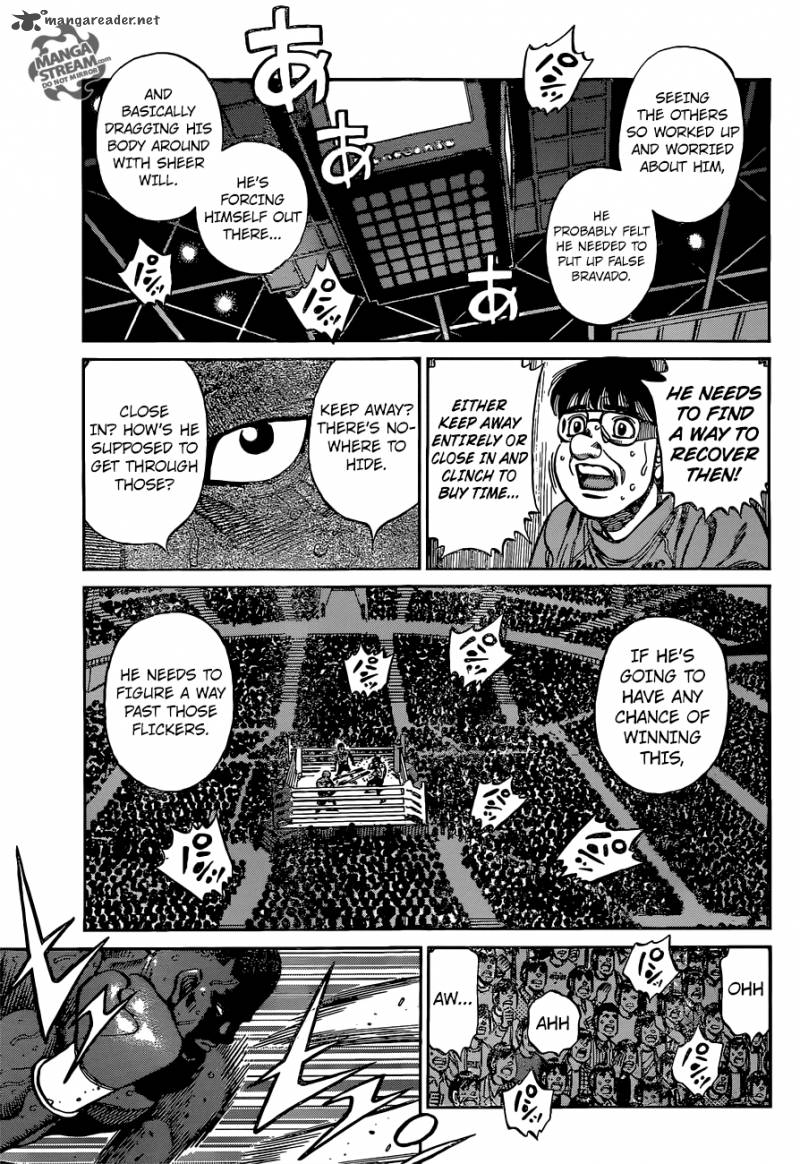 mangareader.net
MANGA
STREAM.com
DO NOT MIRROR
SEEING
THE OTHERS
SO WORKED UP
AND WORRIED
ABOUT HIM,
HE
PROBABLY FELT
HE NEEDED TO
PUT UP FALSE
BRAVADO.
AND
BASICALLY
DRAGGING HIS
BODY AROUND
WITH SHEER
WILL.
HE'S
FORCING
HIMSELF OUT
THERE...
あ
あ
あ
HE NEEDS
TO FIND
A WAY TO
RECOVER
THEN!
EITHER
KEEP AWAY
ENTIRELY OR
CLOSE IN AND
CLINCH TO
BUY TIME...
KEEP AWAY?
THERE'S NO-
WHERE TO
HIDE.
CLOSE
IN? HOW'S HE
SUPPOSED TO
GET THROUGH
THOSE?
IF HE'S
GOING TO
HAVE ANY
CHANCE OF
WINNING
THIS,
HE NEEDS TO
FIGURE A WAY
PAST THOSE
FLICKERS.
OHH
AHH
AW...